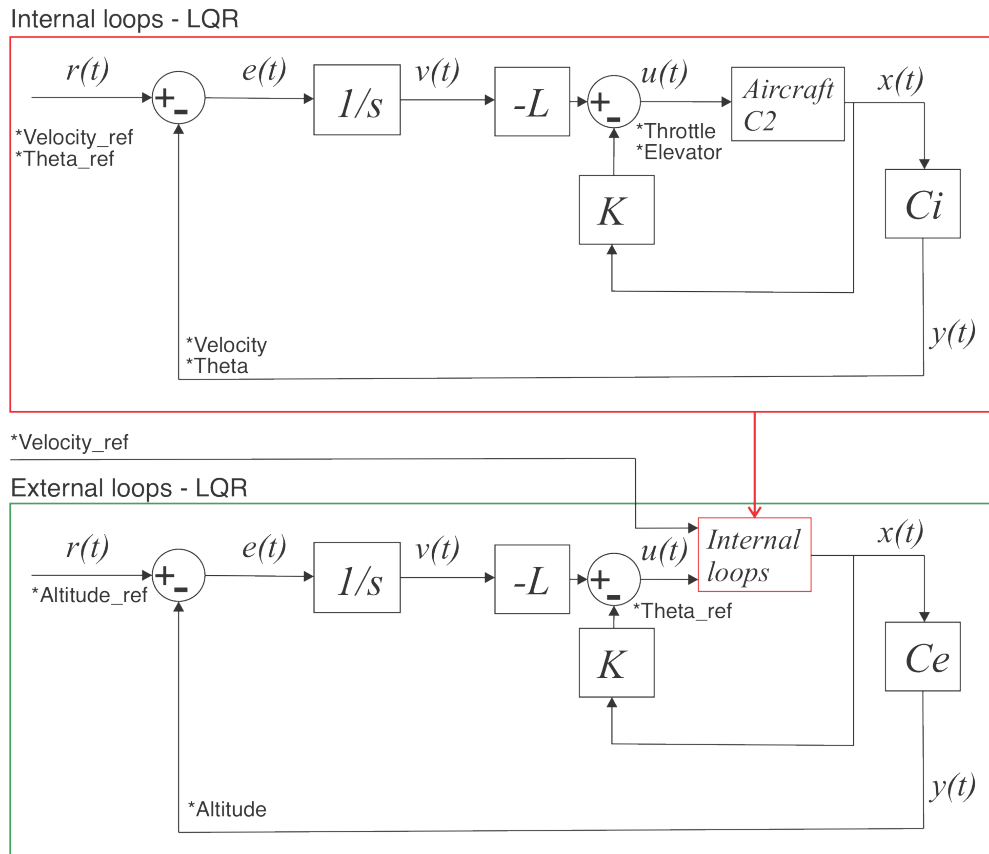 Internal loops - LQR
r(t)
e(t)
v(t)
u(t)
x(t)
+
-
1/s
-L
+
-
Aircraft
C2
*Velocity_ref
*Theta_ref
*Throttle
*Elevator
K
Ci
*Velocity
*Theta
y(t)
*Velocity_ref
External loops - LQR
r(t)
e(t)
v(t)
u(t)
x(t)
Internal
loops
+
-
1/s
-L
+
-
*Altitude_ref
*Theta_ref
K
Ce
*Altitude
y(t)